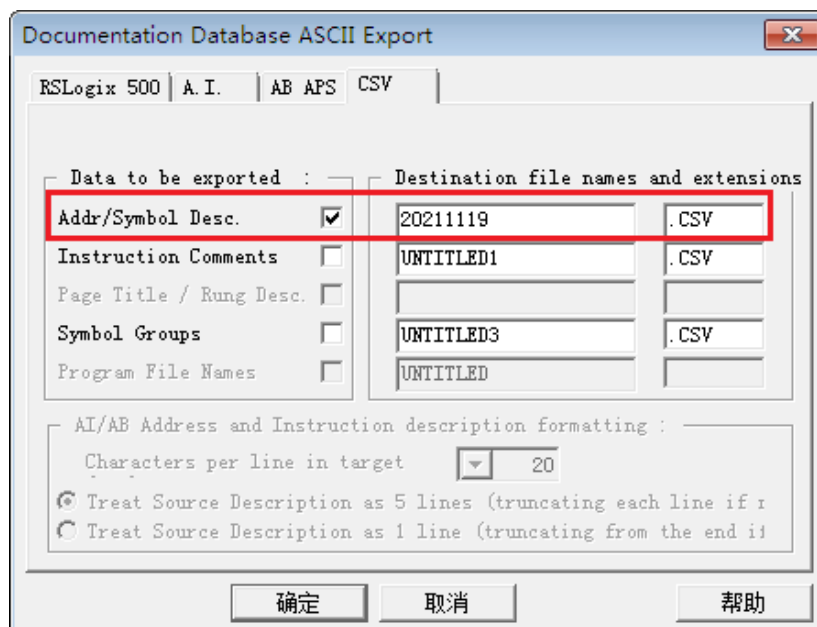 Documentation Database ASCII Export
RSLogix 500 A.I. AB APS CSV
Data to be exported : Destination file names and extensions
Addr/Symbol Desc. 20211119 .CSV
Instruction Comments UNTITLED1 .CSV
Page Title / Rung Desc.
Symbol Groups UNTITLED3 .CSV
Program File Names UNTITLED
AI/AB Address and Instruction description formatting :
Characters per line in target 20
Treat Source Description as 5 lines (truncating each line if
Treat Source Description as 1 line (truncating from the end
确定 取消 帮助